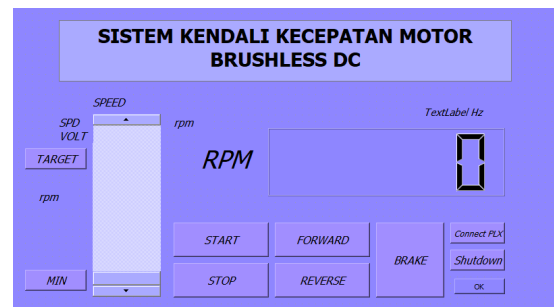 SISTEM KENDALI KECEPATAN MOTOR
BRUSHLESS DC
SPEED
SPD
VOLT
rpm
TextLabel Hz
TARGET
RPM
0
rpm
START
FORWARD
BRAKE
Connect PLX
Shutdown
MIN
STOP
REVERSE
OK